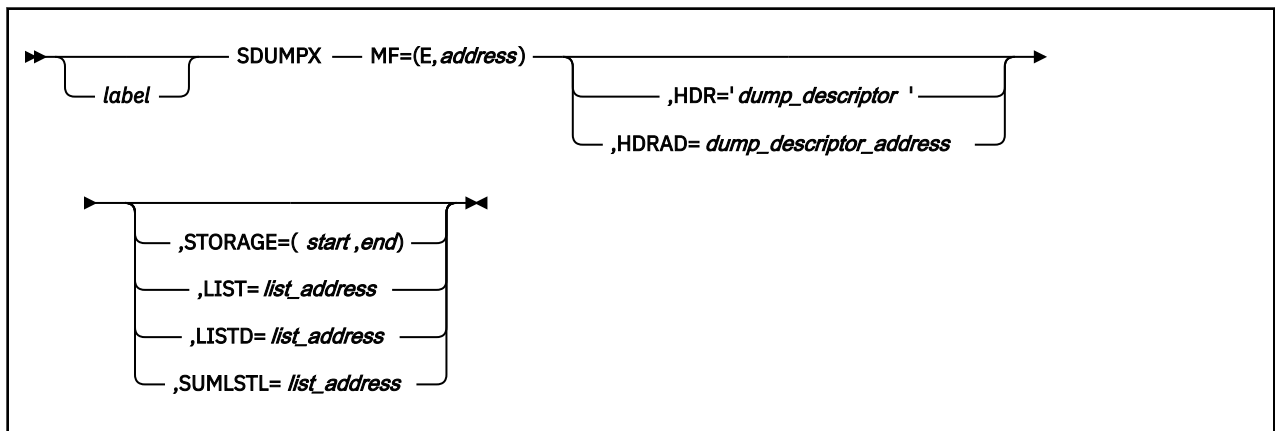 SDUMPX MF=(E,address)
label
,HDR='dump_descriptor '
,HDRAD= dump_descriptor_address
,STORAGE=( start ,end)
,LIST= list_address
,LISTD= list_address
,SUMLSTL= list_address